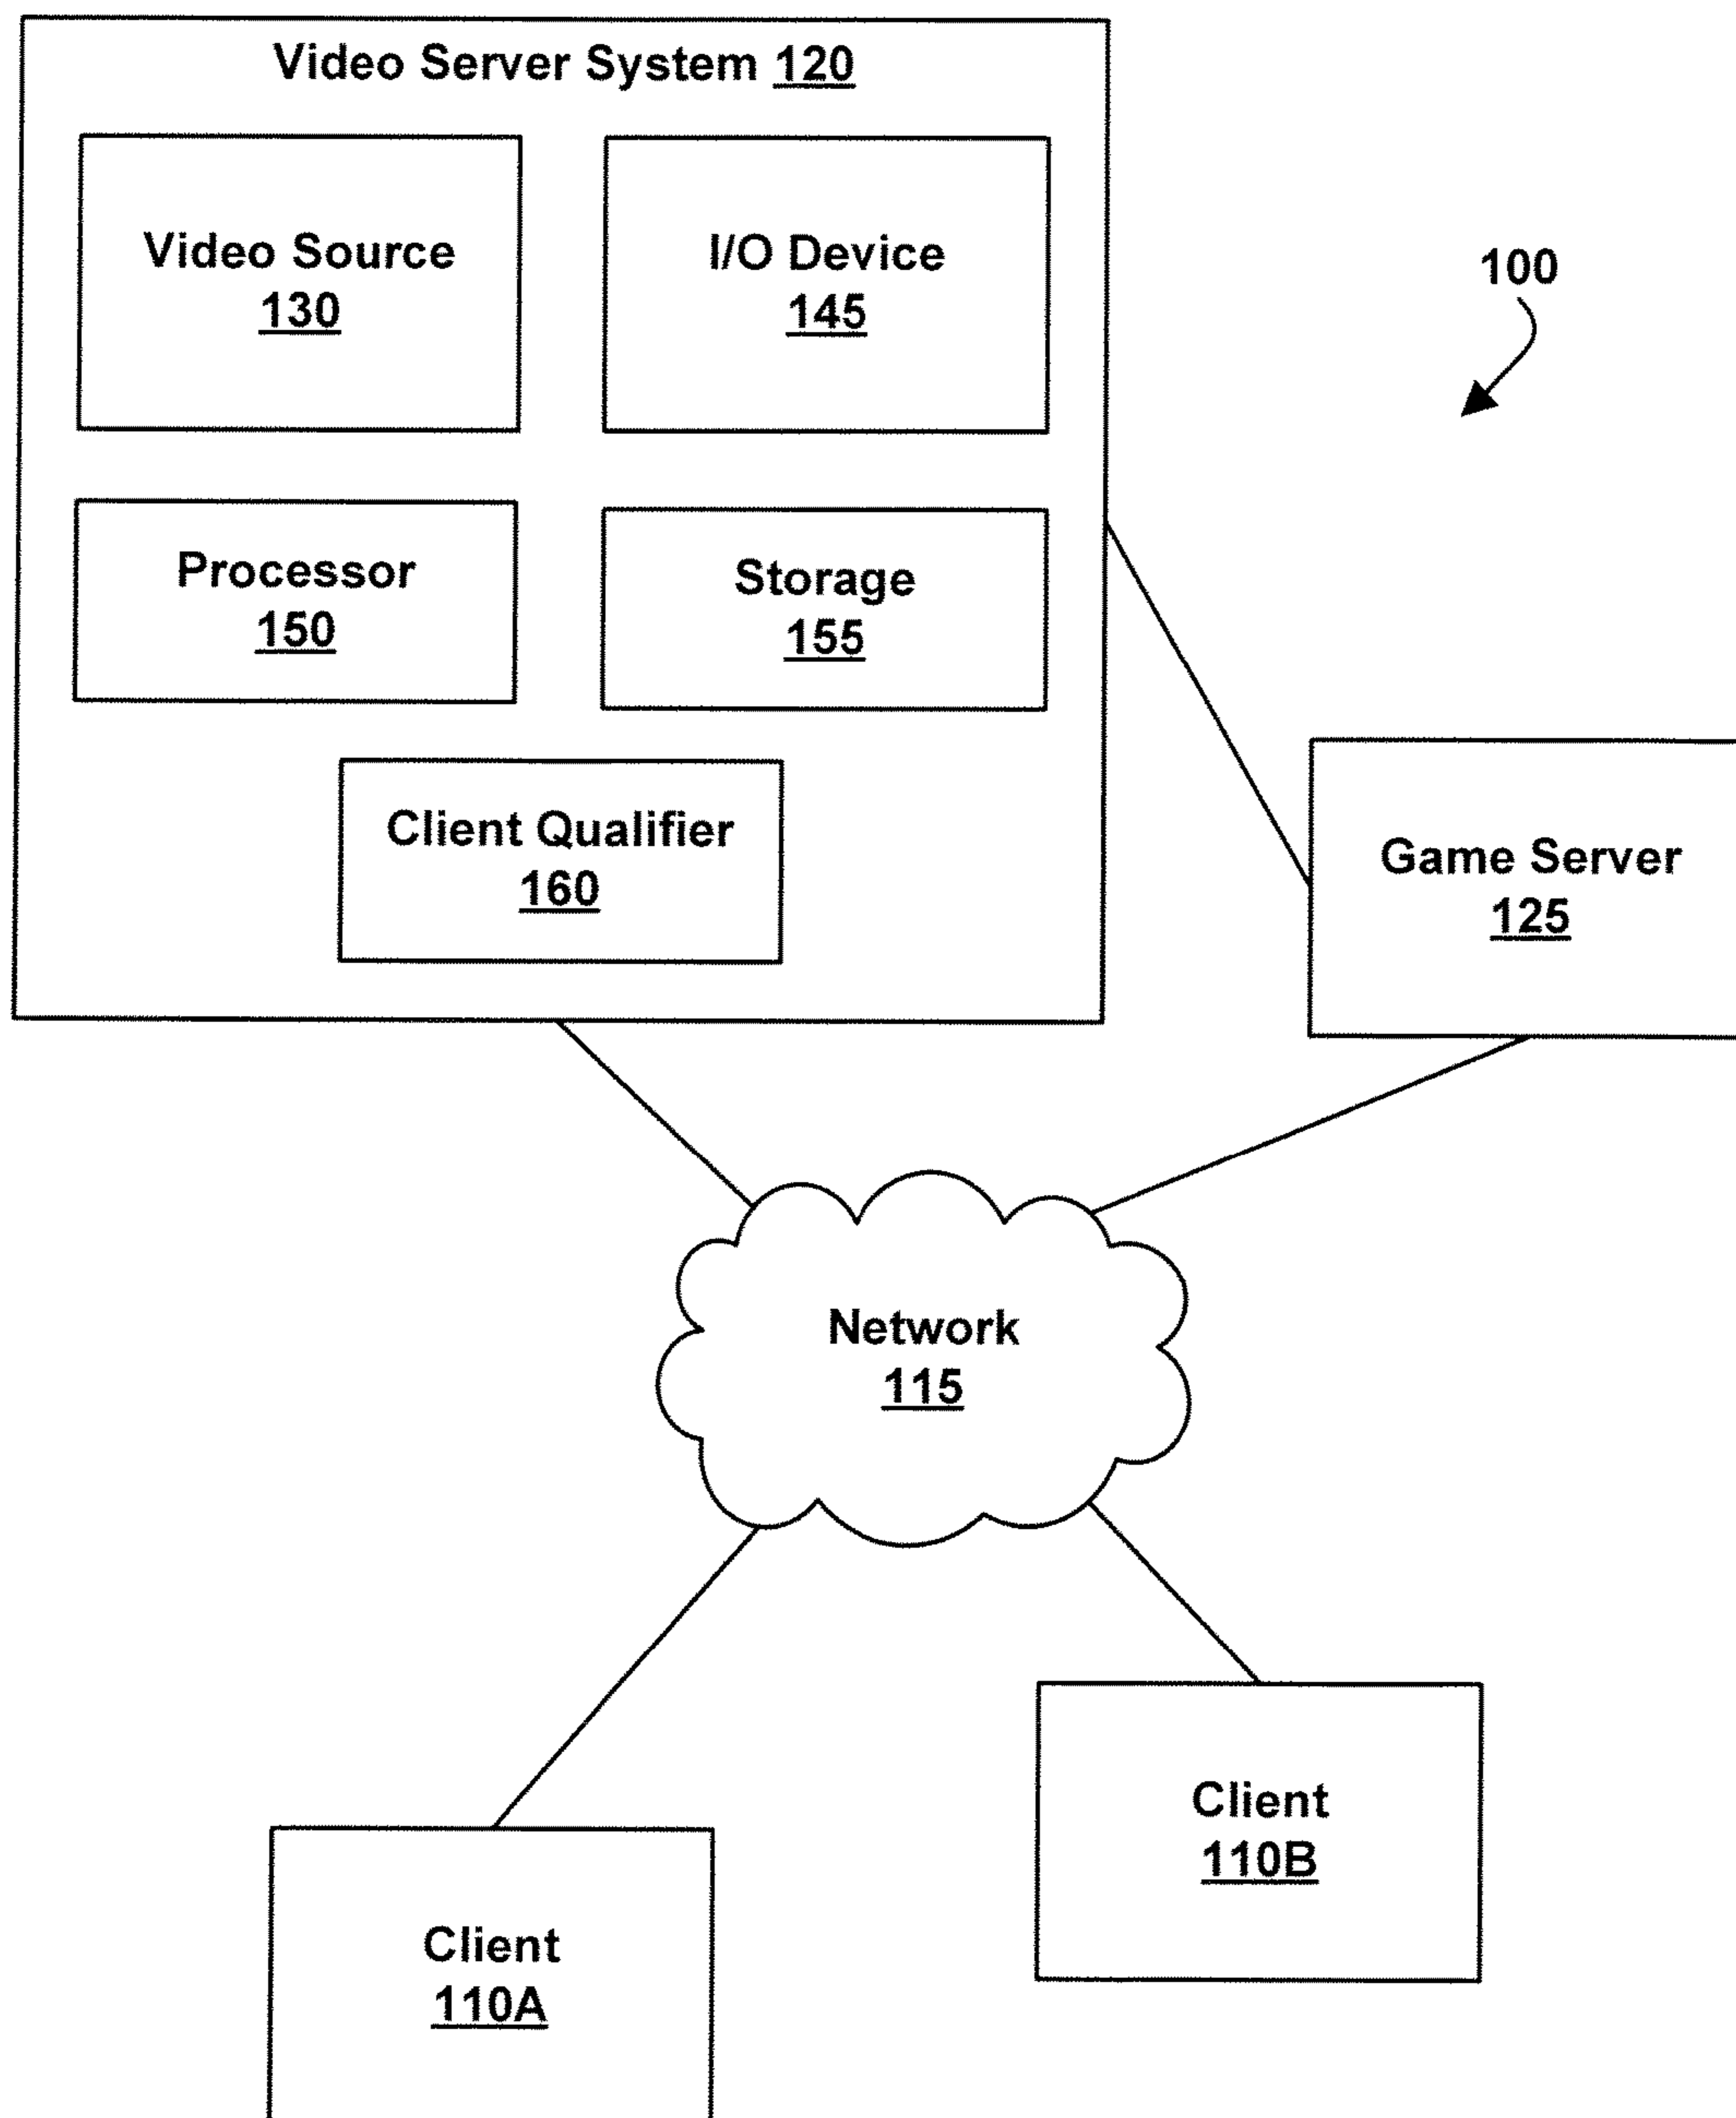 Video Server System 120
Video Source
130
I/O Device
145
100
Processor
150
Storage
155
Client Qualifier
160
Game Server
125
Network
115
Client
110B
Client
110A